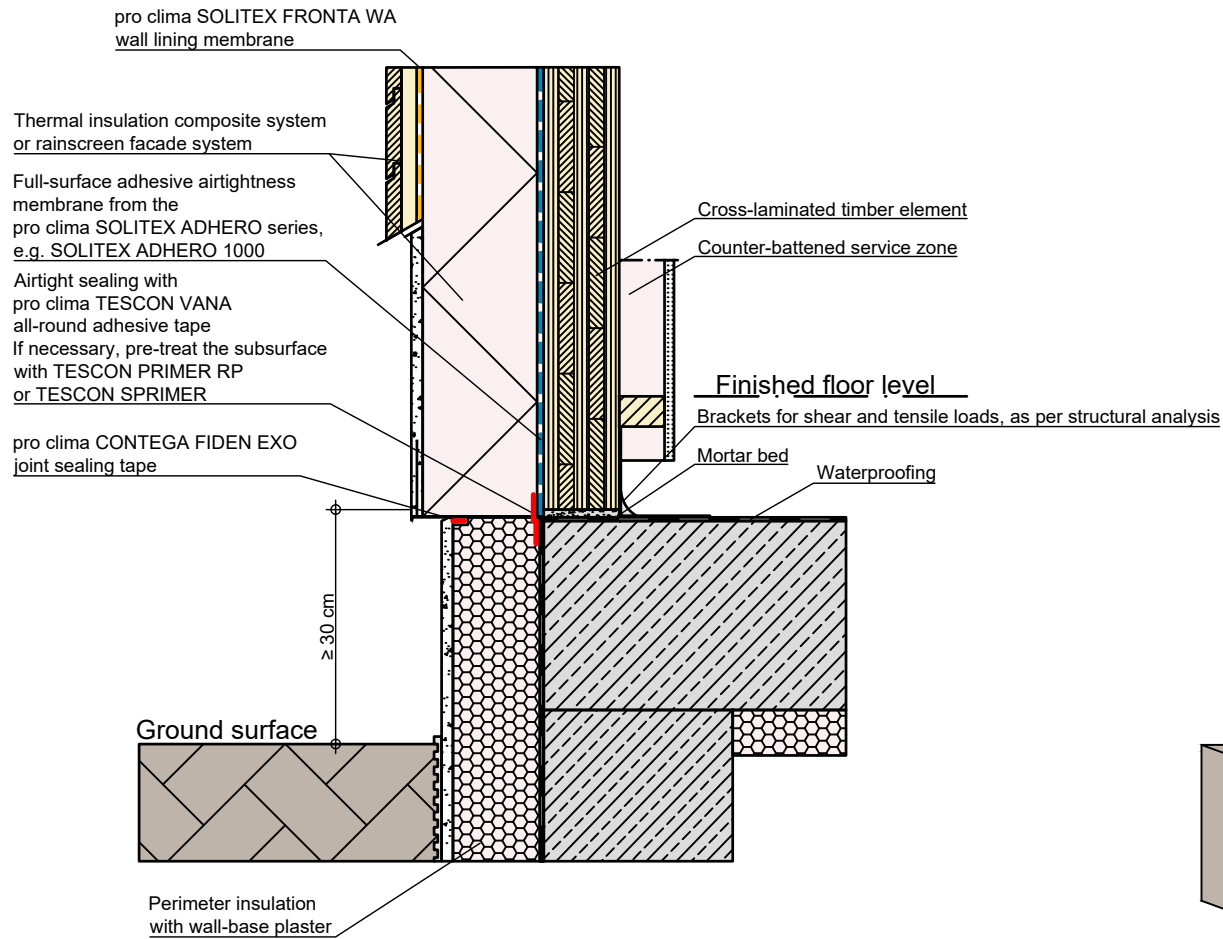 pro clima SOLITEX FRONTA WA
wall lining membrane
Thermal insulation composite system
or rainscreen facade system
Full-surface adhesive airtightness
membrane from the
pro clima SOLITEX ADHERO series,
e.g. SOLITEX ADHERO 1000
Airtight sealing with
pro clima TESCON VANA
all-round adhesive tape
If necessary, pre-treat the subsurface
with TESCON PRIMER RP
or TESCON SPRIMER
pro clima CONTEGA FIDEN EXO
joint sealing tape
Cross-laminated timber element
Counter-battened service zone
Finished floor level
Brackets for shear and tensile loads, as per structural analysis
Mortar bed
Waterproofing
≥ 30 cm
Ground surface
Perimeter insulation
with wall-base plaster